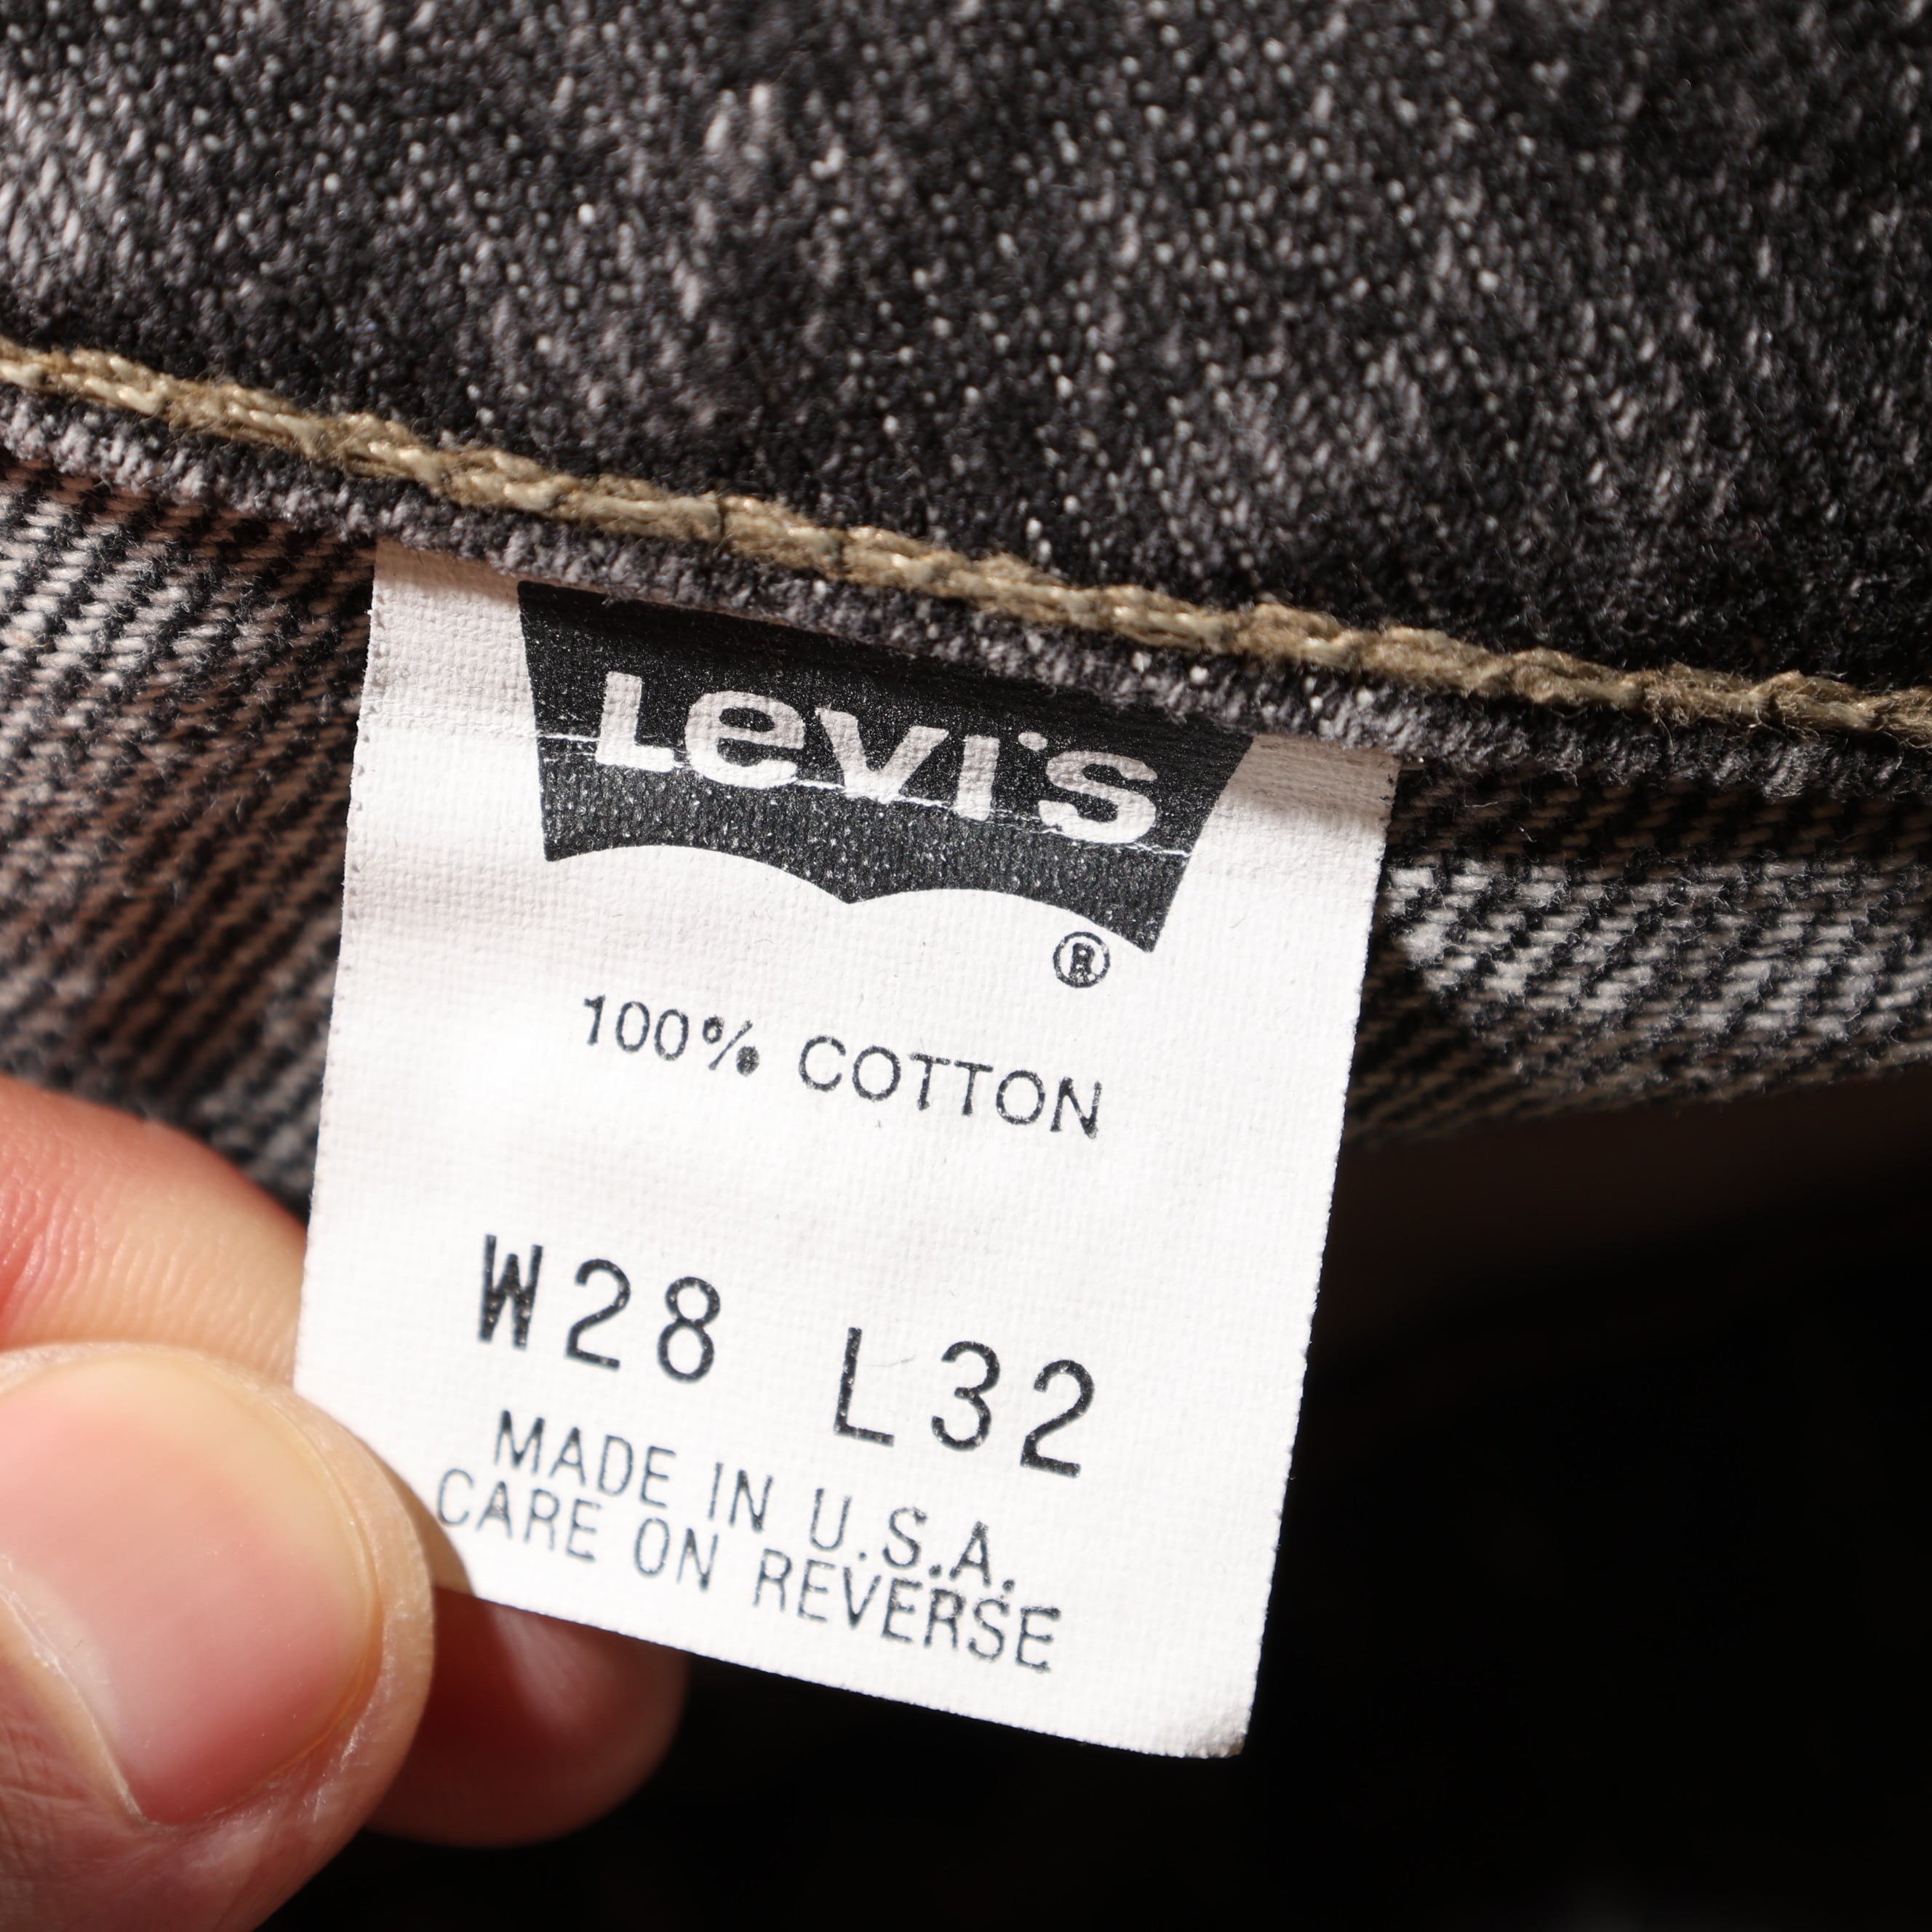 Levi's
®
100% COTTON
W28 L32
MADE IN U.S.A.
CARE ON REVERSE